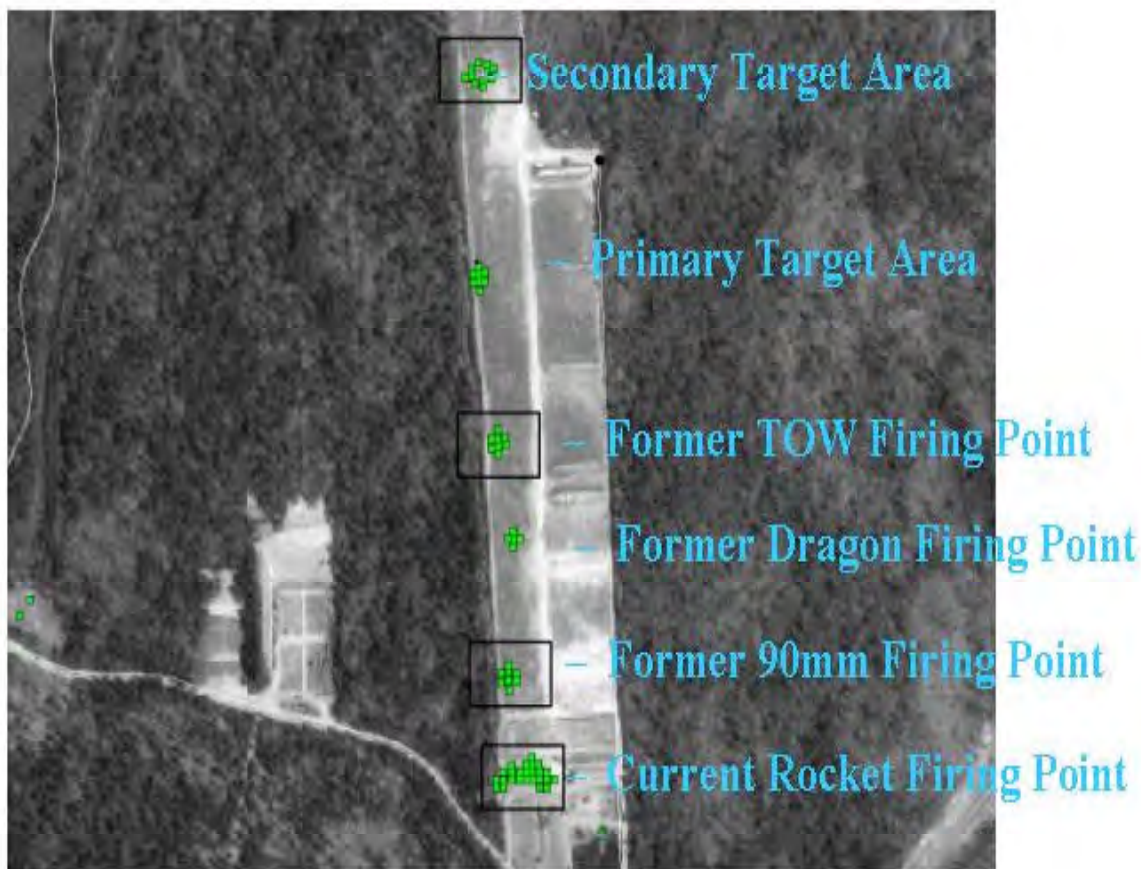 Secondary Target Area
Primary Target Area
Former TOW Firing Point
Former Dragon Firing Point
Former 90mm Firing Point
Current Rocket Firing Point